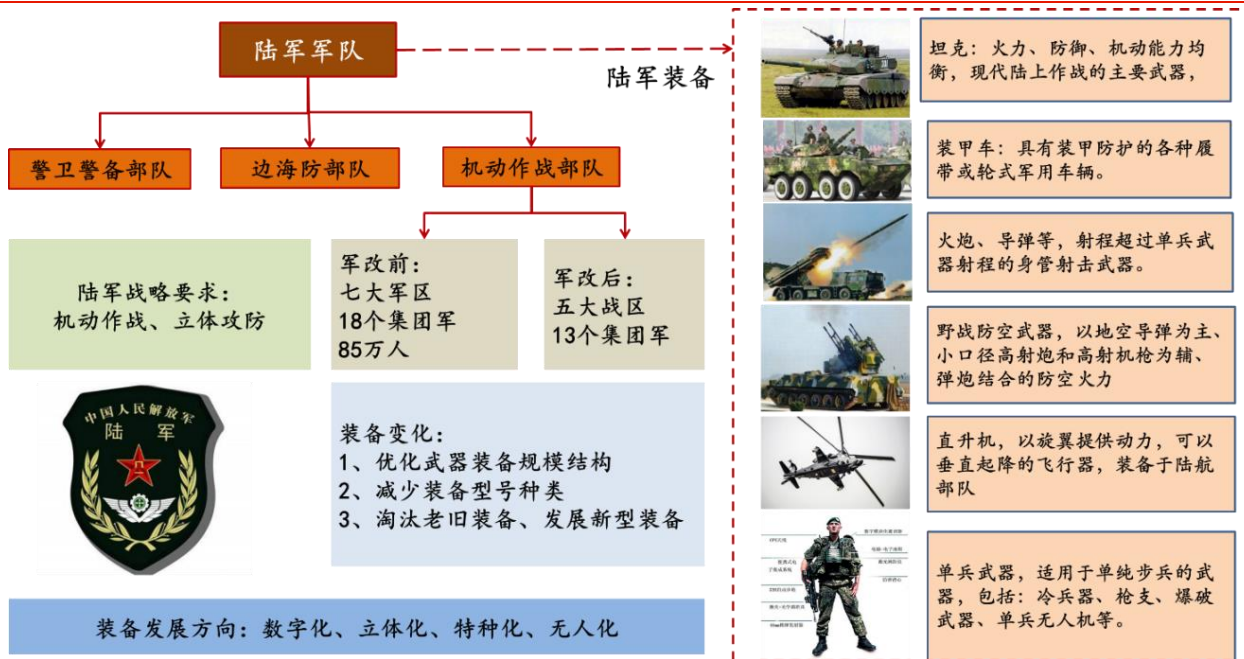 陆军军队
陆军装备
警卫警备部队
边海防部队
机动作战部队
陆军战略要求：
机动作战、立体攻防
军改前：
七大军区
18个集团军
85万人
军改后：
五大战区
13个集团军
中国人民解放军
陆 军
八一
装备变化：
1、优化武器装备规模结构
2、减少装备型号种类
3、淘汰老旧装备、发展新型装备
装备发展方向：数字化、立体化、特种化、无人化
坦克：火力、防御、机动能力均
衡，现代陆上作战的主要武器，
装甲车：具有装甲防护的各种履
带或轮式军用车辆。
火炮、导弹等，射程超过单兵武
器射程的身管射击武器。
野战防空武器，以地空导弹为主、
小口径高射炮和高射机枪为辅、
弹炮结合的防空火力
直升机，以旋翼提供动力，可以
垂直起降的飞行器，装备于陆航
部队
单兵武器，适用于单纯步兵的武
器，包括：冷兵器、枪支、爆破
武器、单兵无人机等。